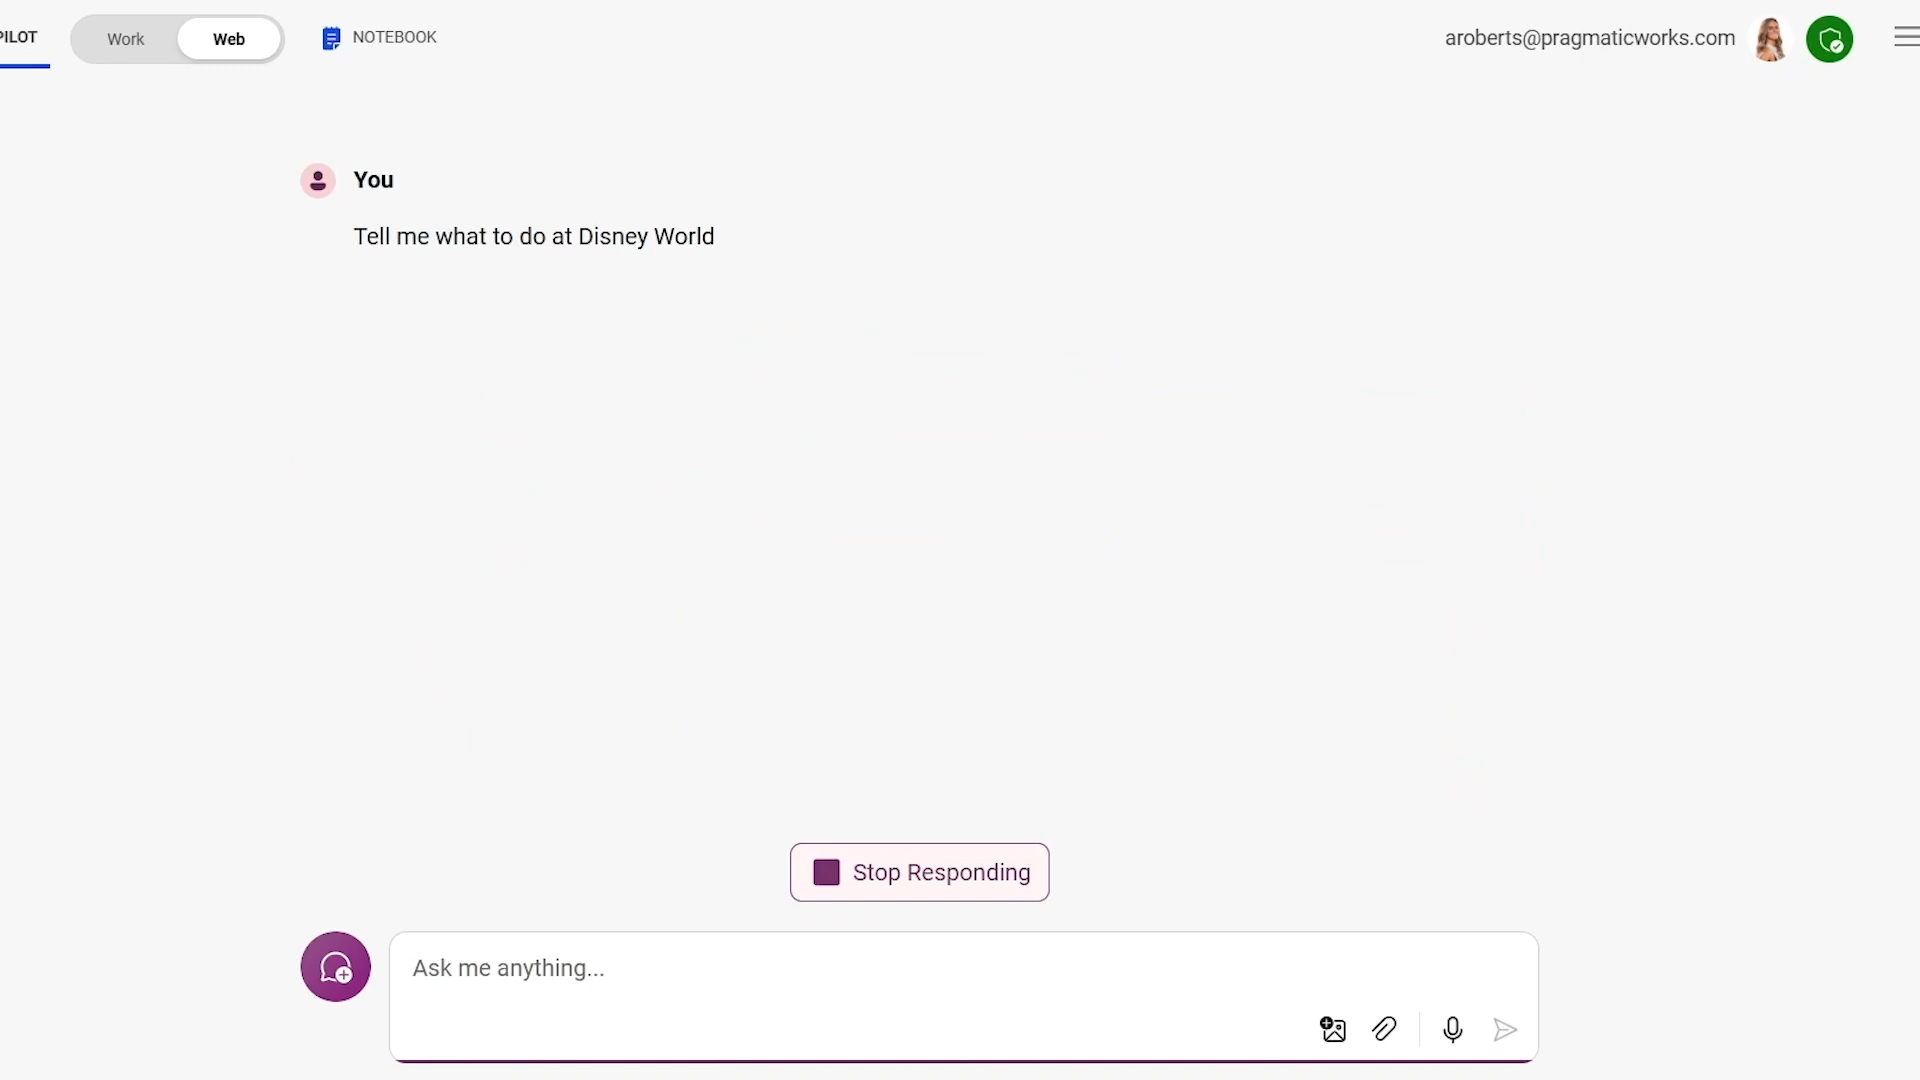 PILOT
Work
Web
NOTEBOOK
aroberts@pragmaticworks.com
You
Tell me what to do at Disney World
Stop Responding
Ask me anything...